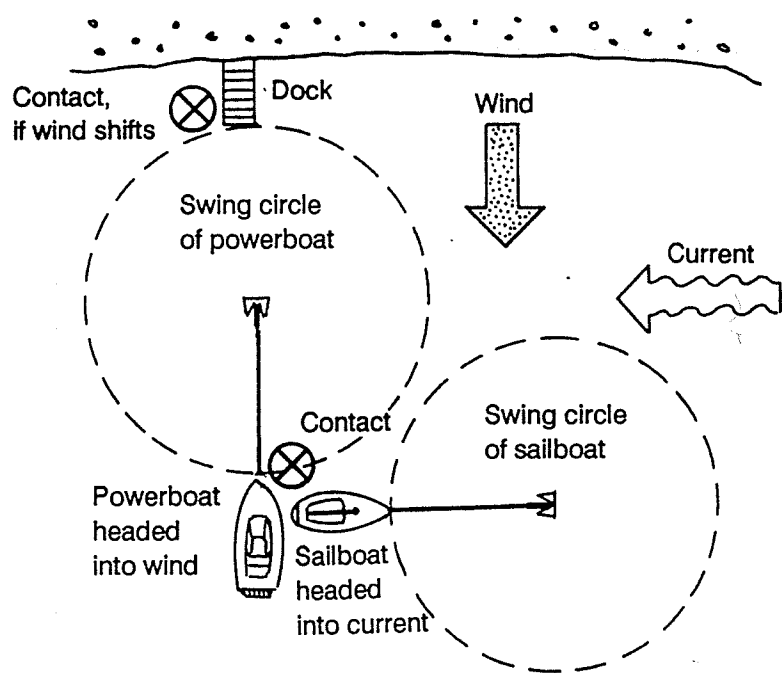 Contact,
if wind shifts
Dock
Wind
Swing circle
of powerboat
Current
Contact
Swing circle
of sailboat
Powerboat
headed
into wind
Sailboat
headed
into current